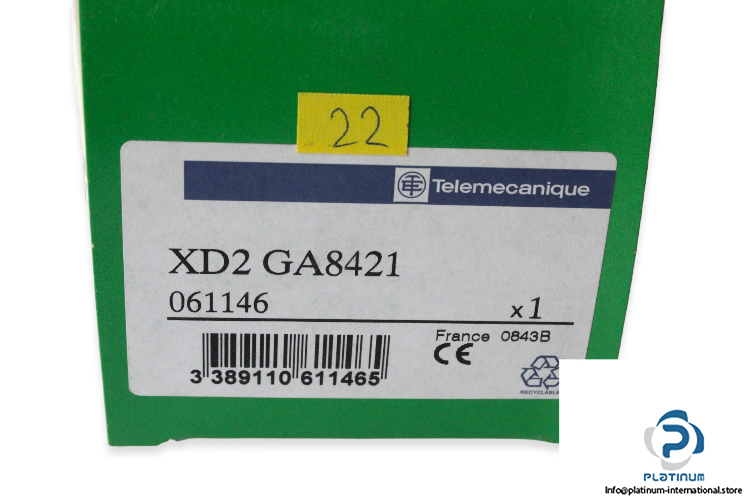 22
Telemecanique
XD2 GA8421
061146
x1
France 0843B
CE
3 389110 611465
RECYCLABLE
PLATINUM
Info@platinum-international.store